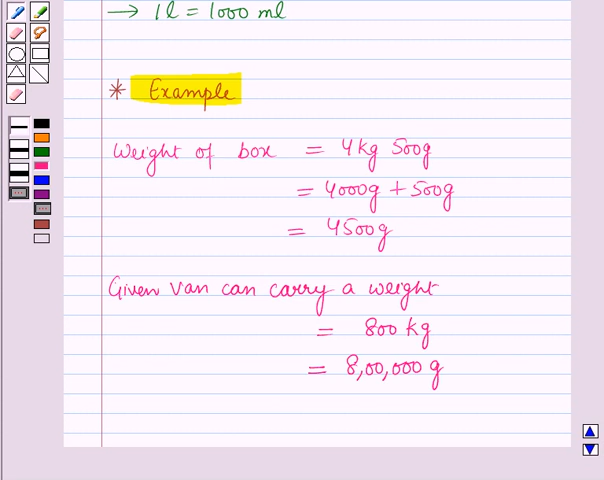 → 1l = 1000 ml
* Example
Weight of box = 4kg 500g
= 4000g + 500g
= 4500g
Given van can carry a weight
= 800 kg
= 8,00,000 g